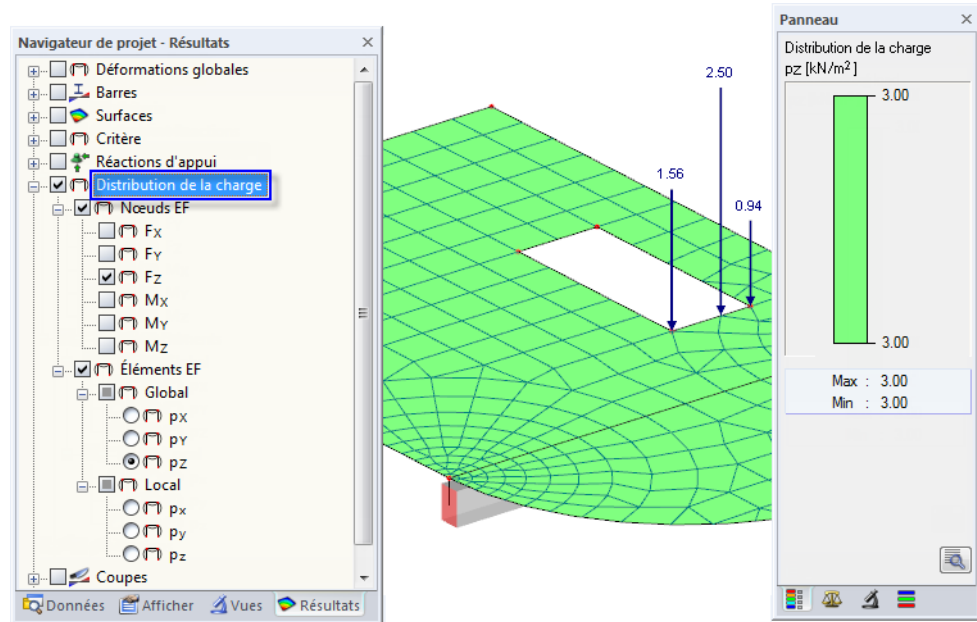 Navigateur de projet - Résultats
Déformations globales
Barres
Surfaces
Critère
Réactions d'appui
Distribution de la charge
Nœuds EF
FX
FY
FZ
MX
MY
MZ
Éléments EF
Global
pX
pY
pZ
Local
px
py
pz
Coupes
Données Afficher Vues Résultats
2.50
1.56
0.94
Panneau
Distribution de la charge
pZ [kN/m²]
3.00
3.00
Max : 3.00
Min : 3.00